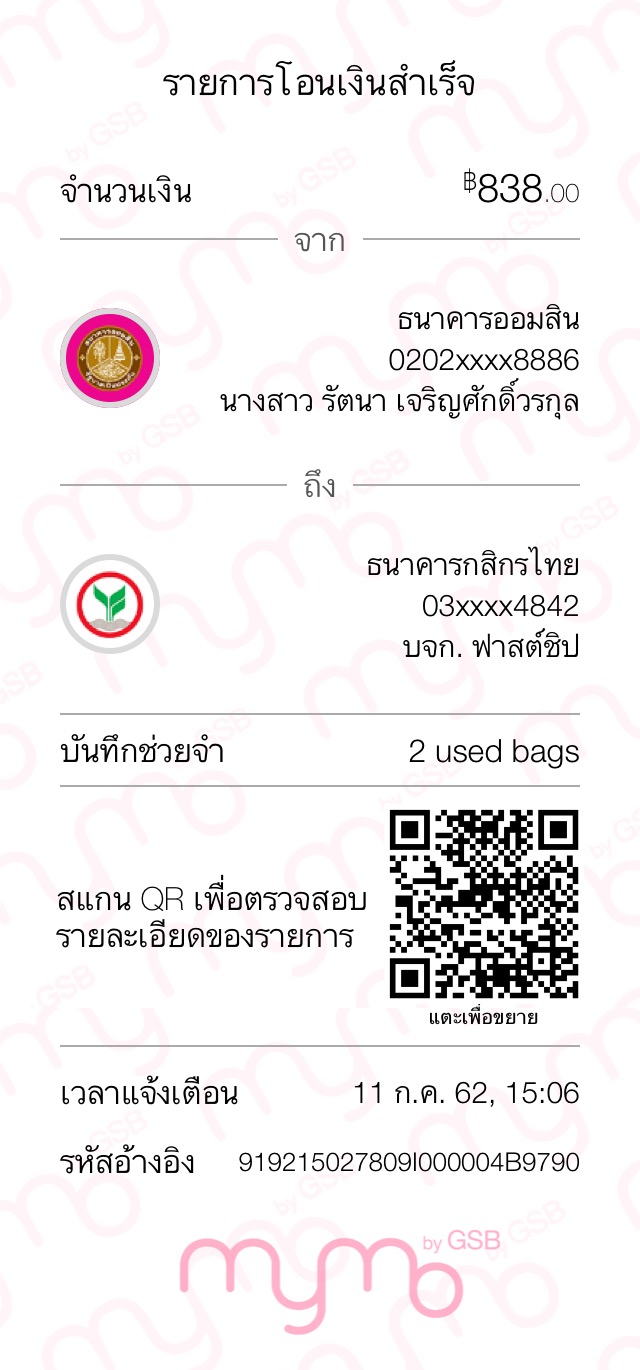 รายการโอนเงินสำเร็จ
จำนวนเงิน ฿838.00
จาก
ธนาคารออมสิน
0202xxxx8886
นางสาว รัตนา เจริญศักดิ์วรกุล
ถึง
ธนาคารกสิกรไทย
03xxxx4842
บจก. ฟาสต์ชิป
บันทึกช่วยจำ 2 used bags
สแกน QR เพื่อตรวจสอบ
รายละเอียดของรายการ
แตะเพื่อขยาย
เวลาแจ้งเตือน 11 ก.ค. 62, 15:06
รหัสอ้างอิง 919215027809I000004B9790
mymo by GSB